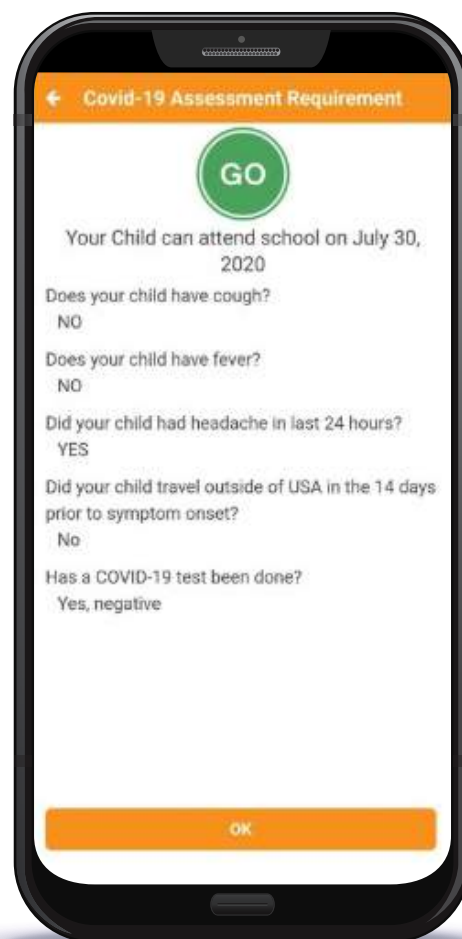 Covid-19 Assessment Requirement
GO
Your Child can attend school on July 30,
2020
Does your child have cough?
NO
Does your child have fever?
NO
Did your child had headache in last 24 hours?
YES
Did your child travel outside of USA in the 14 days
prior to symptom onset?
No
Has a COVID-19 test been done?
Yes, negative
OK